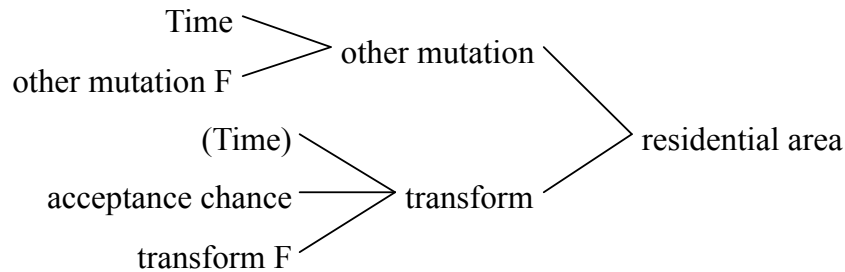 Time
other mutation
other mutation F
(Time)
residential area
acceptance chance
transform
transform F